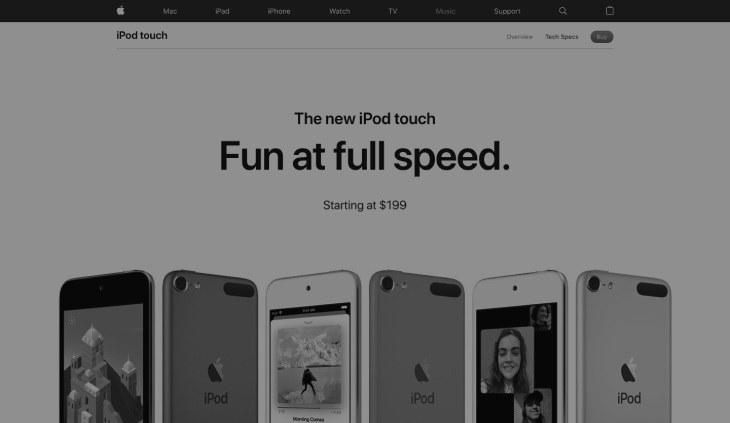 Mac iPad iPhone Watch TV Music Support
iPod touch Overview Tech Specs Buy
The new iPod touch
Fun at full speed.
Starting at $199
iPod
iPod
iPod
Morning Comes